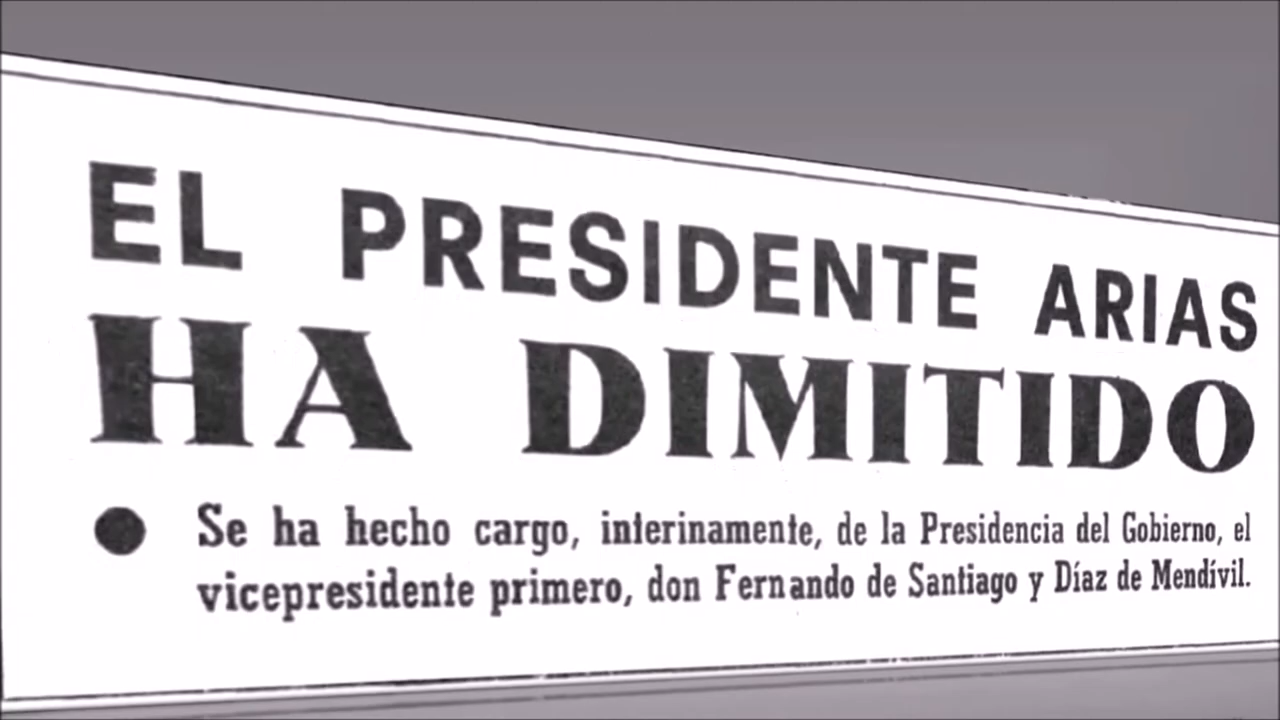 EL PRESIDENTE ARIAS
HA DIMITIDO
● Se ha hecho cargo, interinamente, de la Presidencia del Gobierno, el
vicepresidente primero, don Fernando de Santiago y Díaz de Mendívil.